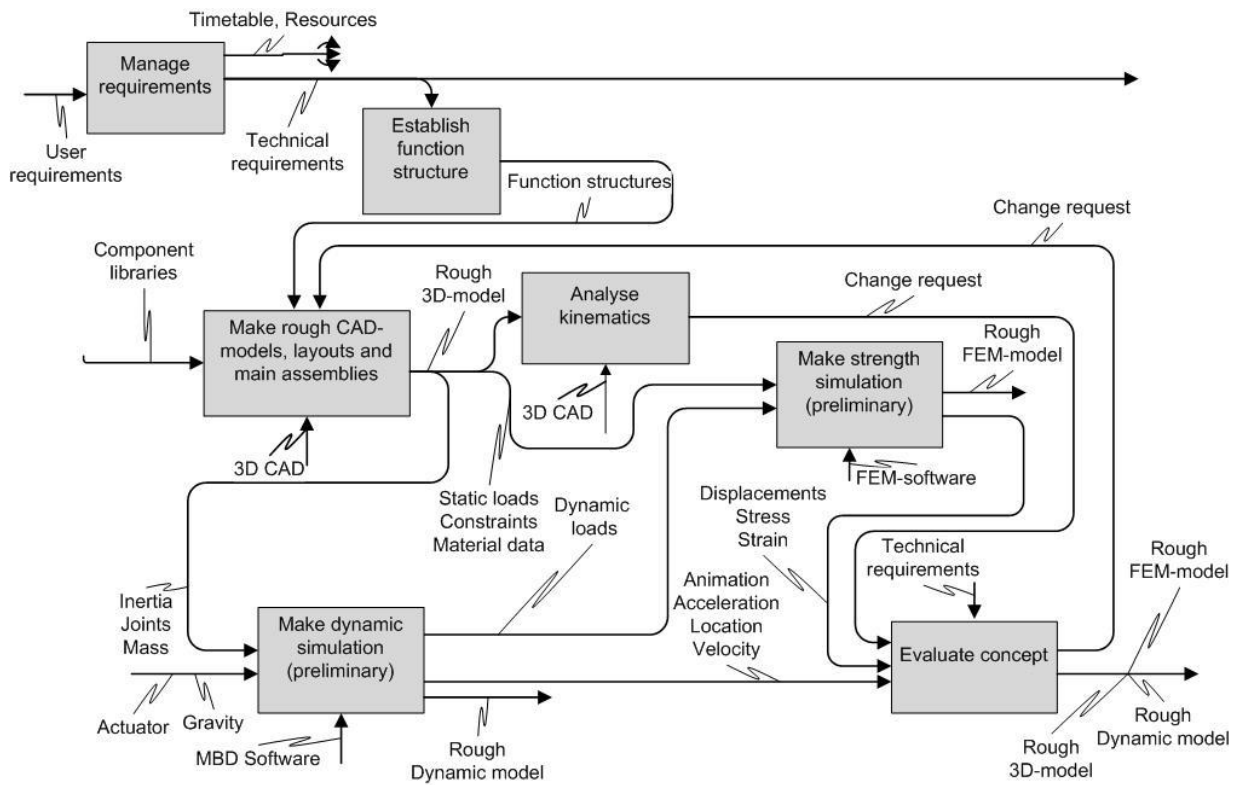 Timetable, Resources
Manage
requirements
User
requirements
Technical
requirements
Establish
function
structure
Function structures
Change request
Component
libraries
Rough
3D-model
Analyse
kinematics
Change request
Make rough CAD-
models, layouts and
main assemblies
Rough
FEM-model
Make strength
simulation
(preliminary)
3D CAD
3D CAD
FEM-software
Static loads
Constraints
Material data
Dynamic
loads
Displacements
Stress
Strain
Technical
requirements
Rough
FEM-model
Animation
Acceleration
Location
Velocity
Inertia
Joints
Mass
Make dynamic
simulation
(preliminary)
Evaluate concept
Actuator
Gravity
MBD Software
Rough
Dynamic model
Rough
3D-model
Rough
Dynamic model